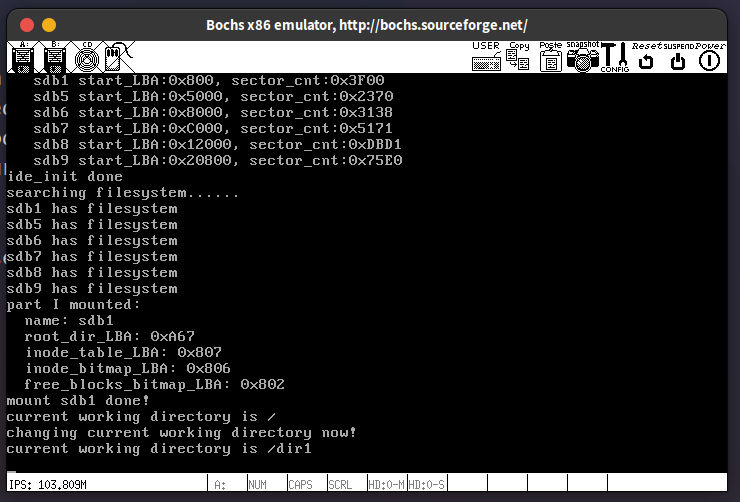 Bochs x86 emulator, http://bochs.sourceforge.net/
A: B: CD USER Copy Paste snapshot CONFIG Reset SUSPEND Power
sdb1 start_LBA:0x800, sector_cnt:0x3F00
sdb5 start_LBA:0x5000, sector_cnt:0x2370
sdb6 start_LBA:0x8000, sector_cnt:0x3138
sdb7 start_LBA:0xC000, sector_cnt:0x5171
sdb8 start_LBA:0x12000, sector_cnt:0xDBD1
sdb9 start_LBA:0x20800, sector_cnt:0x75E0
ide_init done
searching filesystem......
sdb1 has filesystem
sdb5 has filesystem
sdb6 has filesystem
sdb7 has filesystem
sdb8 has filesystem
sdb9 has filesystem
part I mounted:
name: sdb1
root_dir_LBA: 0xA67
inode_table_LBA: 0x807
inode_bitmap_LBA: 0x806
free_blocks_bitmap_LBA: 0x802
mount sdb1 done!
current working directory is /
changing current working directory now!
current working directory is /dir1
IPS: 103.809M A: NUM CAPS SCRL HD:0-M HD:0-S